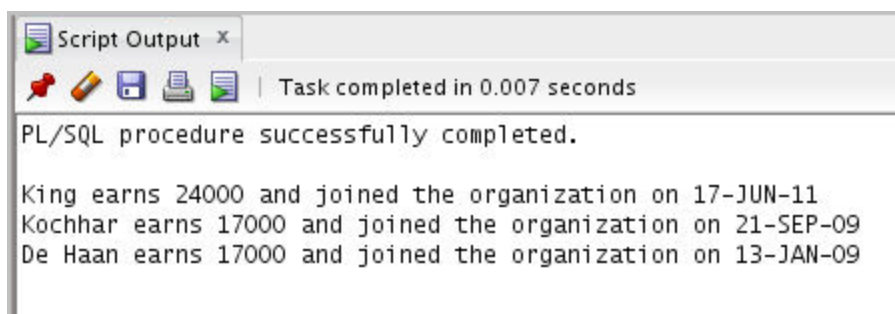 Script Output x
Task completed in 0.007 seconds
PL/SQL procedure successfully completed.
King earns 24000 and joined the organization on 17-JUN-11
Kochhar earns 17000 and joined the organization on 21-SEP-09
De Haan earns 17000 and joined the organization on 13-JAN-09